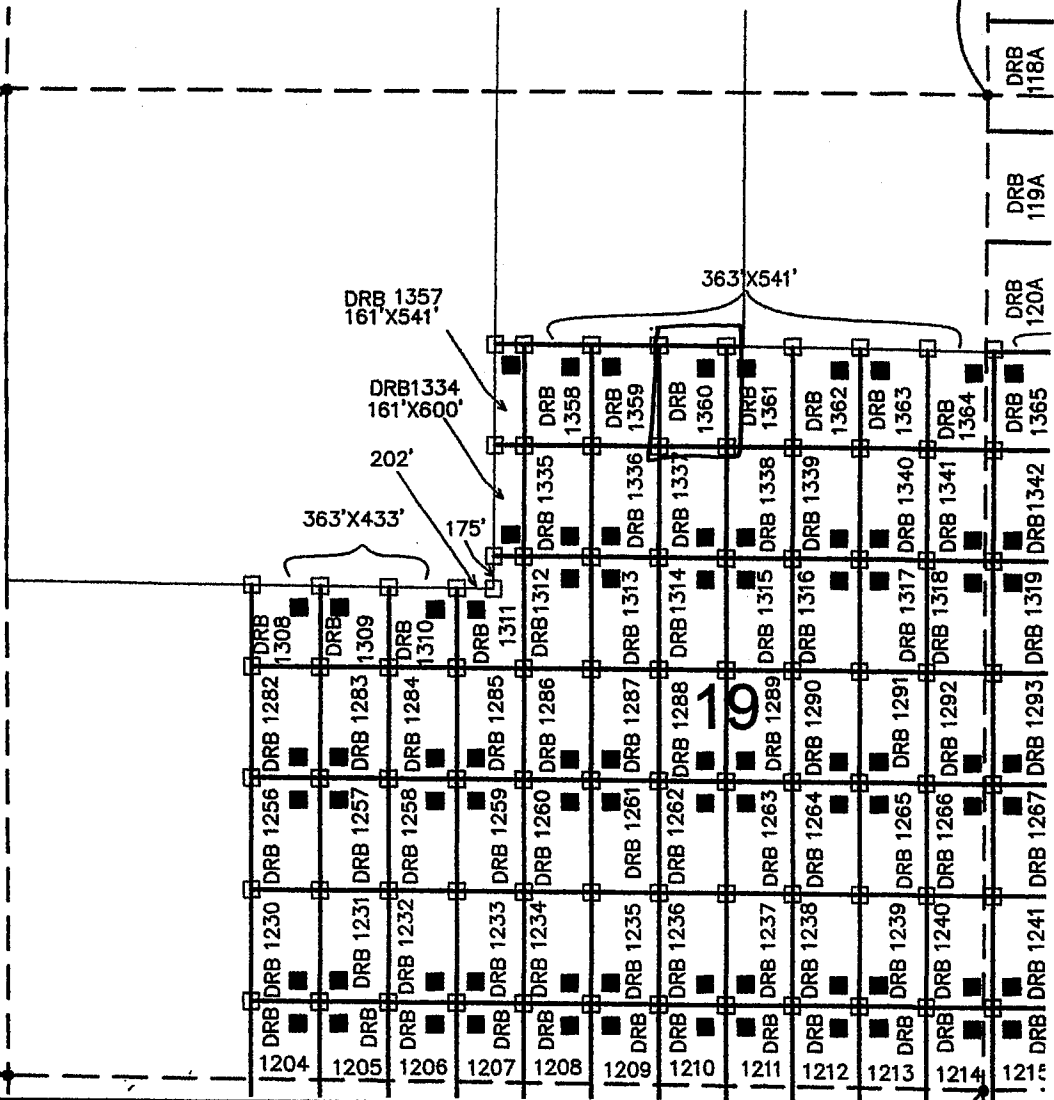 DRB
118A
DRB
119A
DRB
120A
363'X541'
DRB 1357
161'X541'
DRB1334
161'X600'
202'
175'
363'X433'
DRB
1358
DRB
1359
DRB
1360
DRB
1361
DRB
1362
DRB
1363
DRB
1364
DRB
1365
DRB 1335
DRB 1336
DRB 1337
DRB 1338
DRB 1339
DRB 1340
DRB 1341
DRB1342
DRB
1308
DRB
1309
DRB
1310
DRB
1311
DRB1312
DRB 1313
DRB 1314
DRB 1315
DRB 1316
DRB 1317
DRB 1318
DRB 1319
19
DRB 1282
DRB 1283
DRB 1284
DRB 1285
DRB 1286
DRB 1287
DRB 1288
DRB 1289
DRB 1290
DRB 1291
DRB 1292
DRB 1293
DRB 1256
DRB 1257
DRB 1258
DRB 1259
DRB 1260
DRB 1261
DRB 1262
DRB 1263
DRB 1264
DRB 1265
DRB 1266
DRB 1267
DRB 1230
DRB 1231
DRB 1232
DRB 1233
DRB 1234
DRB 1235
DRB 1236
DRB 1237
DRB 1238
DRB 1239
DRB 1240
DRB 1241
DRB
1204
DRB
1205
DRB
1206
DRB
1207
DRB
1208
DRB
1209
DRB
1210
DRB
1211
DRB
1212
DRB
1213
DRB
1214
DRB
1215